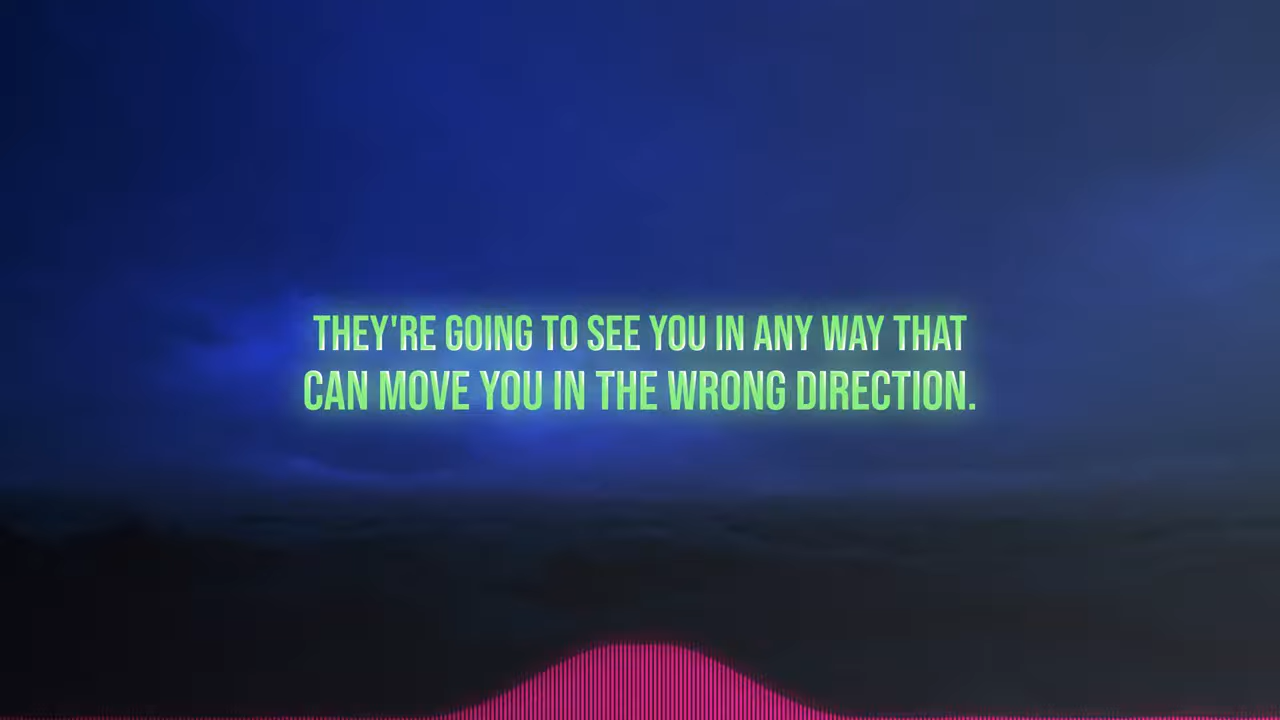 THEY'RE GOING TO SEE YOU IN ANY WAY THAT
CAN MOVE YOU IN THE WRONG DIRECTION.